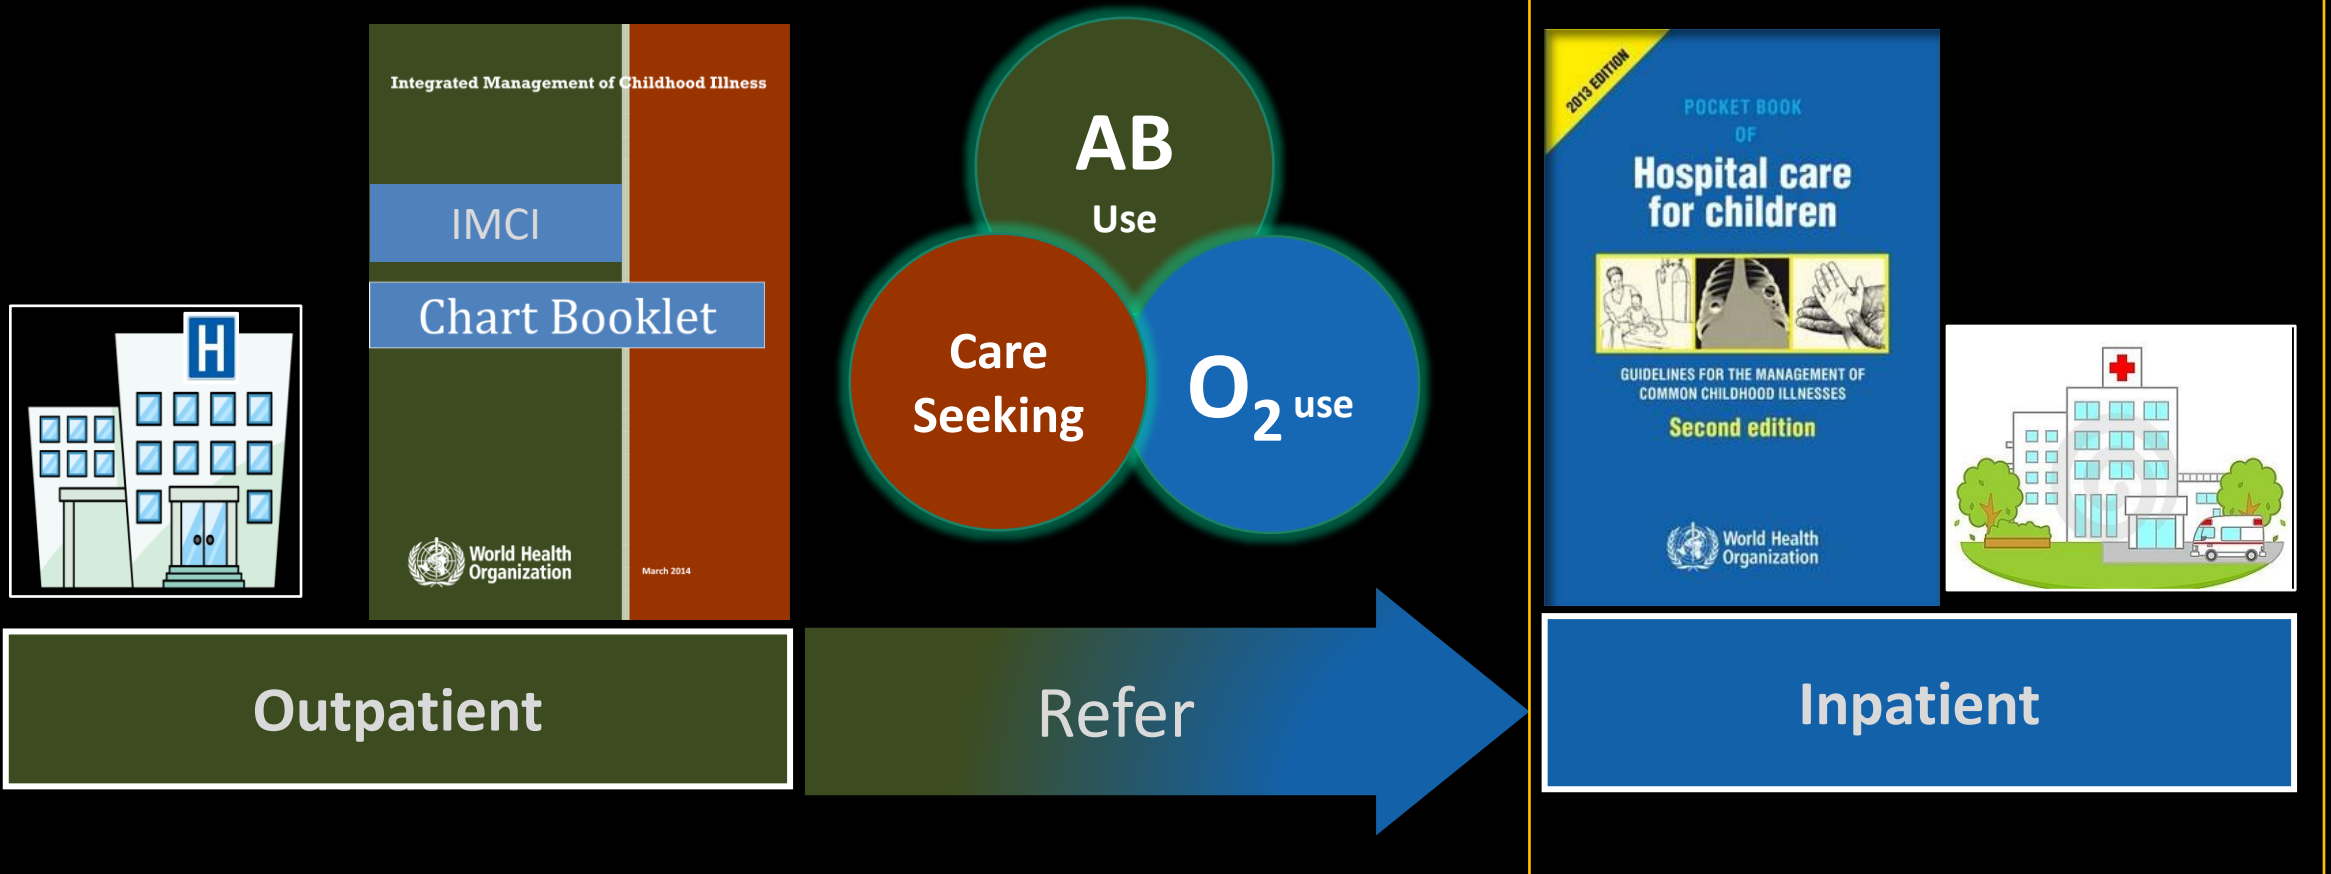 H
Integrated Management of Childhood Illness
IMCI
Chart Booklet
World Health
Organization
March 2014
Outpatient
AB
Use
Care
Seeking
O₂ use
Refer
2013 EDITION
POCKET BOOK
OF
Hospital care
for children
GUIDELINES FOR THE MANAGEMENT OF
COMMON CHILDHOOD ILLNESSES
Second edition
World Health
Organization
Inpatient